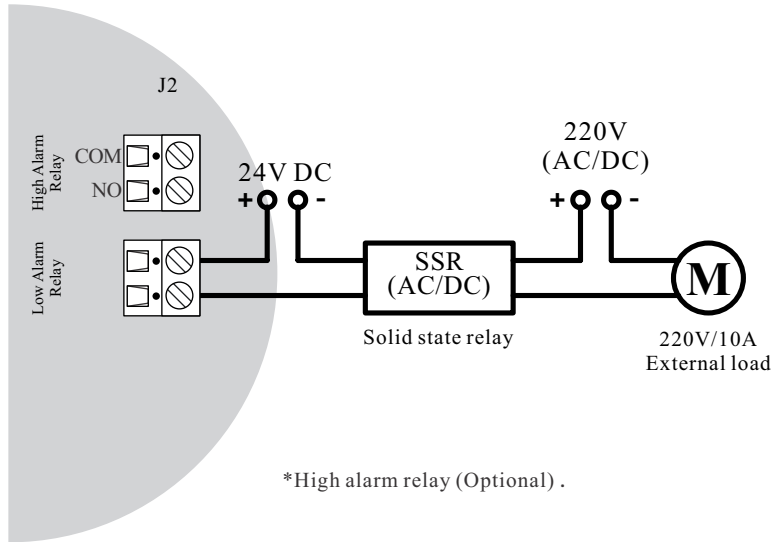 J2
High Alarm
Relay
COM
NO
Low Alarm
Relay
24V DC
+ -
220V
(AC/DC)
+ -
SSR
(AC/DC)
Solid state relay
M
220V/10A
External load
*High alarm relay (Optional) .